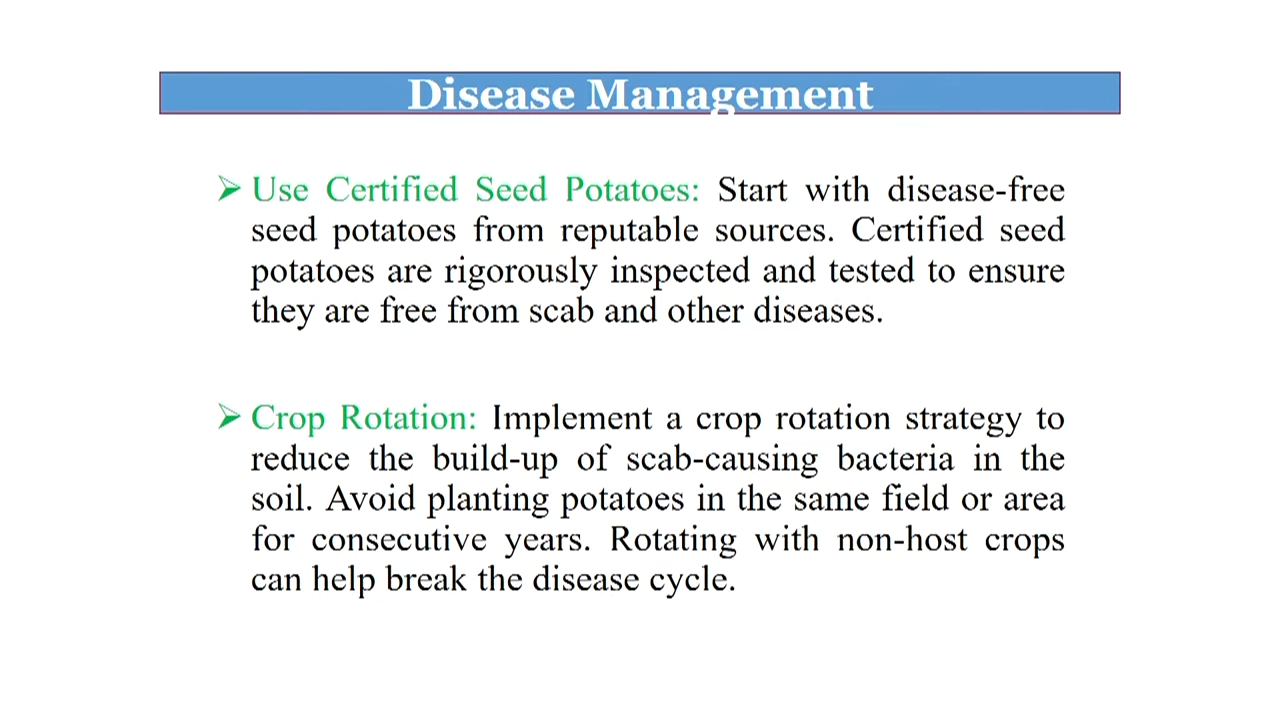 Disease Management
➢ Use Certified Seed Potatoes: Start with disease-free
seed potatoes from reputable sources. Certified seed
potatoes are rigorously inspected and tested to ensure
they are free from scab and other diseases.
➢ Crop Rotation: Implement a crop rotation strategy to
reduce the build-up of scab-causing bacteria in the
soil. Avoid planting potatoes in the same field or area
for consecutive years. Rotating with non-host crops
can help break the disease cycle.